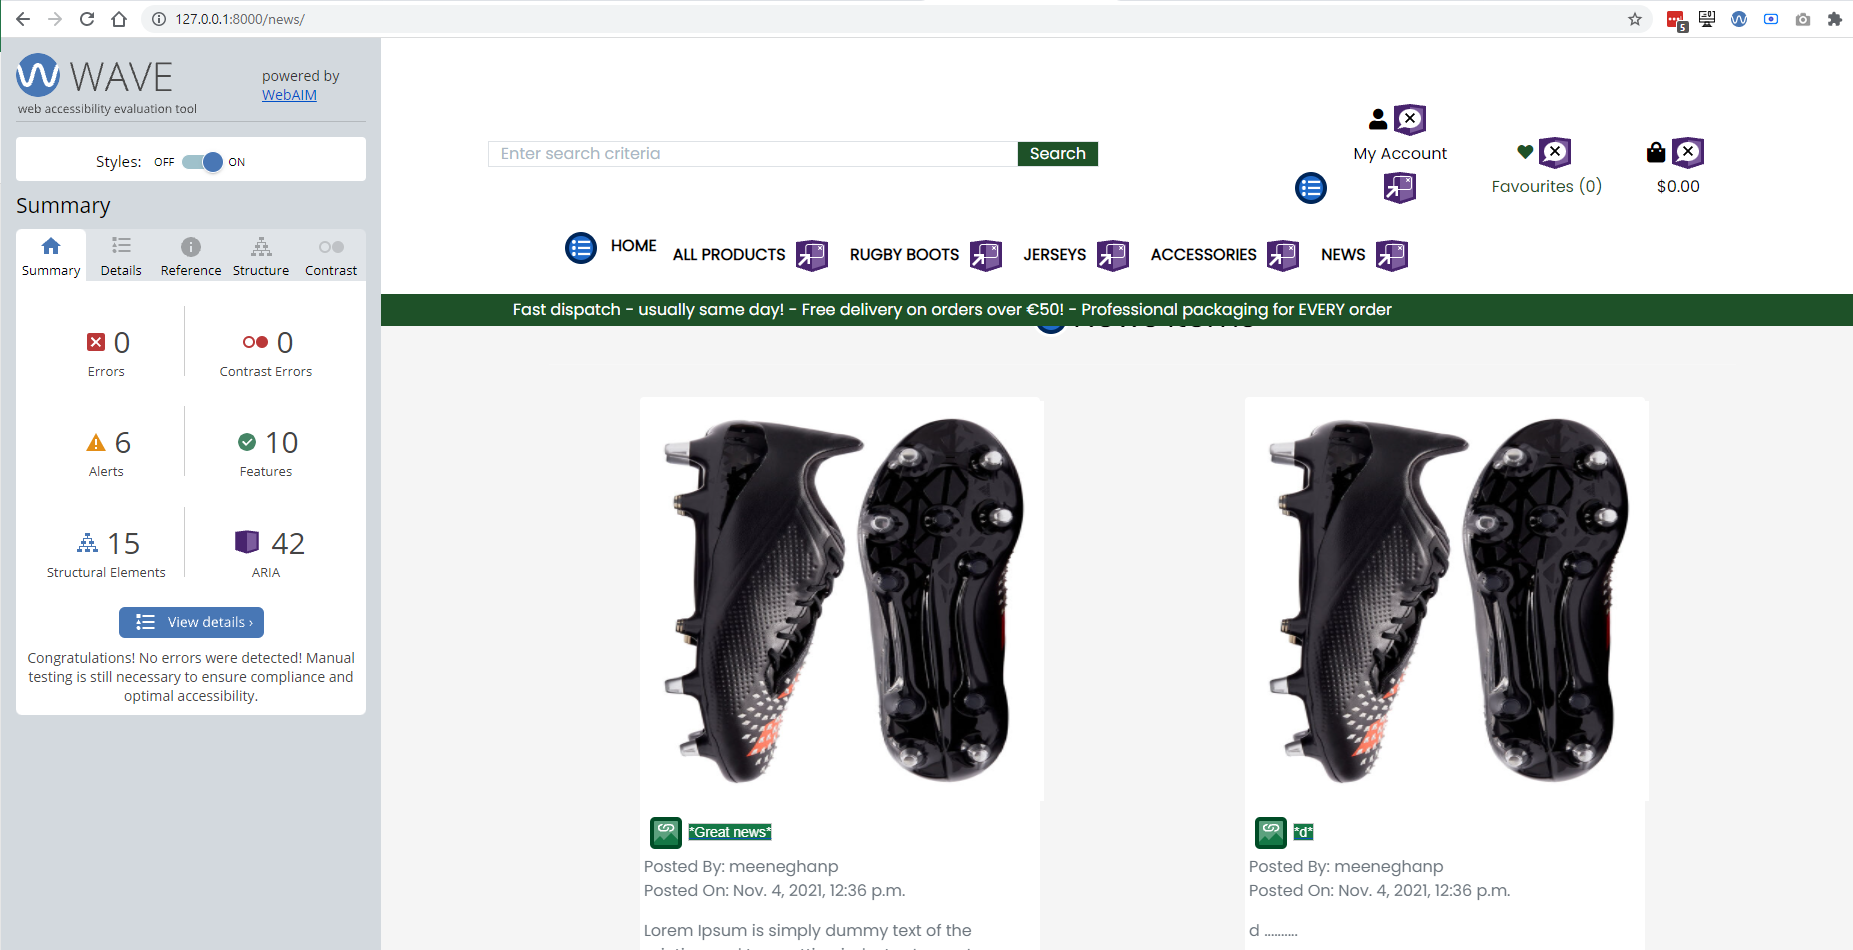 127.0.0.1:8000/news/
5
WAVE
web accessibility evaluation tool
powered by
WebAIM
Styles: OFF ON
Summary
Summary Details Reference Structure Contrast
0 Errors
0 Contrast Errors
6 Alerts
10 Features
15 Structural Elements
42 ARIA
View details ›
Congratulations! No errors were detected! Manual
testing is still necessary to ensure compliance and
optimal accessibility.
Enter search criteria Search
My Account
Favourites (0)
$0.00
HOME ALL PRODUCTS RUGBY BOOTS JERSEYS ACCESSORIES NEWS
Fast dispatch - usually same day! - Free delivery on orders over €50! - Professional packaging for EVERY order
*Great news*
Posted By: meeneghanp
Posted On: Nov. 4, 2021, 12:36 p.m.
Lorem Ipsum is simply dummy text of the
*d*
Posted By: meeneghanp
Posted On: Nov. 4, 2021, 12:36 p.m.
d ..........